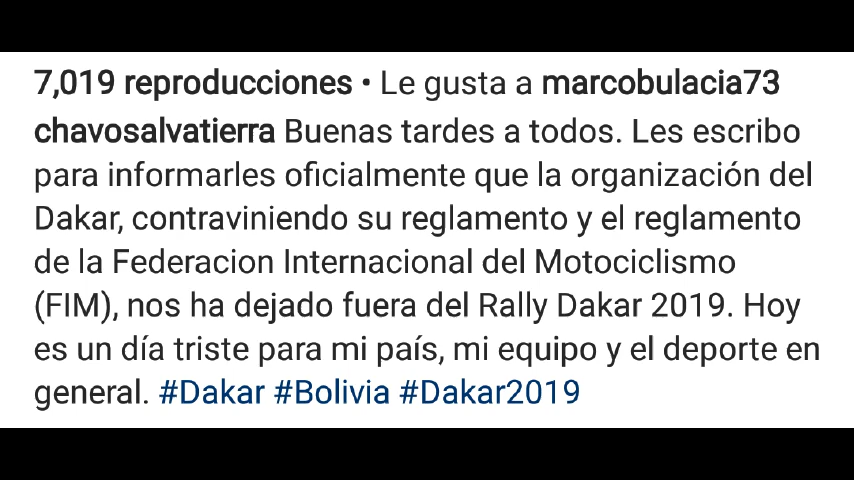 7,019 reproducciones • Le gusta a marcobulacia73
chavosalvatierra Buenas tardes a todos. Les escribo
para informarles oficialmente que la organización del
Dakar, contraviniendo su reglamento y el reglamento
de la Federacion Internacional del Motociclismo
(FIM), nos ha dejado fuera del Rally Dakar 2019. Hoy
es un día triste para mi país, mi equipo y el deporte en
general. #Dakar #Bolivia #Dakar2019